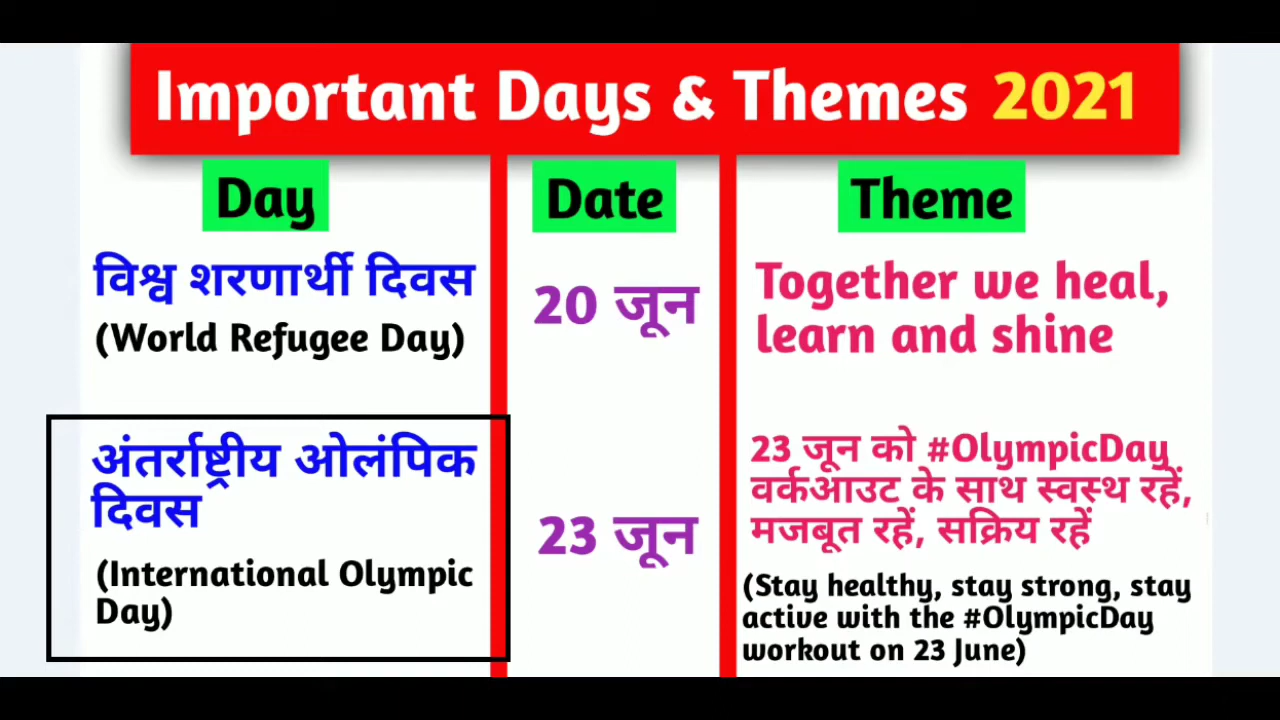 Important Days & Themes 2021
Day
Date
Theme
विश्व शरणार्थी दिवस
(World Refugee Day)
20 जून
Together we heal,
learn and shine
अंतर्राष्ट्रीय ओलंपिक
दिवस
(International Olympic
Day)
23 जून
23 जून को #OlympicDay
वर्कआउट के साथ स्वस्थ रहें,
मजबूत रहें, सक्रिय रहें
(Stay healthy, stay strong, stay
active with the #OlympicDay
workout on 23 June)